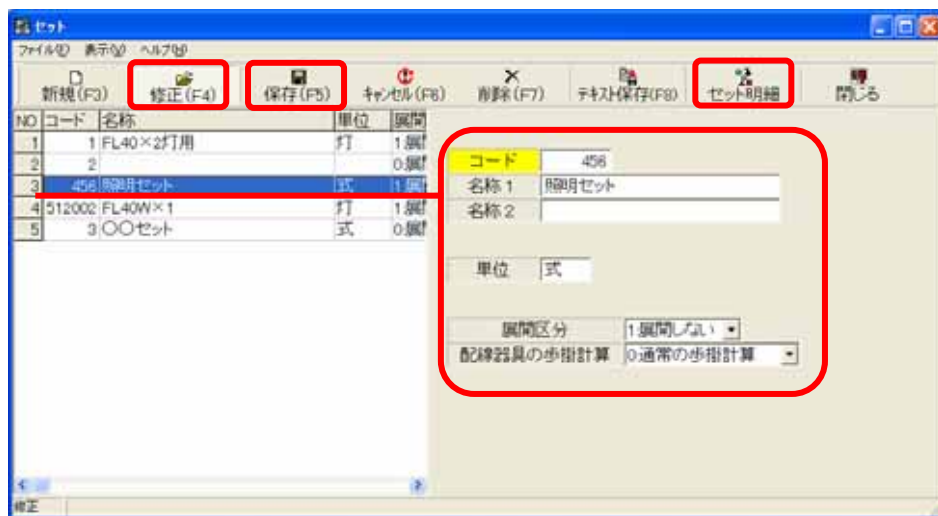 セット
ファイル(F) 表示(V) ヘルプ(H)
新規(F3) 修正(F4) 保存(F5) キャンセル(F6) 削除(F7) テキスト保存(F8) セット明細 閉じる
NO コード 名称 単位 展開
1 1 FL40×2灯用 灯 1:展開
2 2 0:展開
3 456 照明セット 式 1:展開
4 512002 FL40W×1 灯 1:展開
5 3 〇〇セット 式 0:展開
コード 456
名称1 照明セット
名称2
単位 式
展開区分 1:展開しない
配線器具の歩掛計算 0:通常の歩掛計算
修正